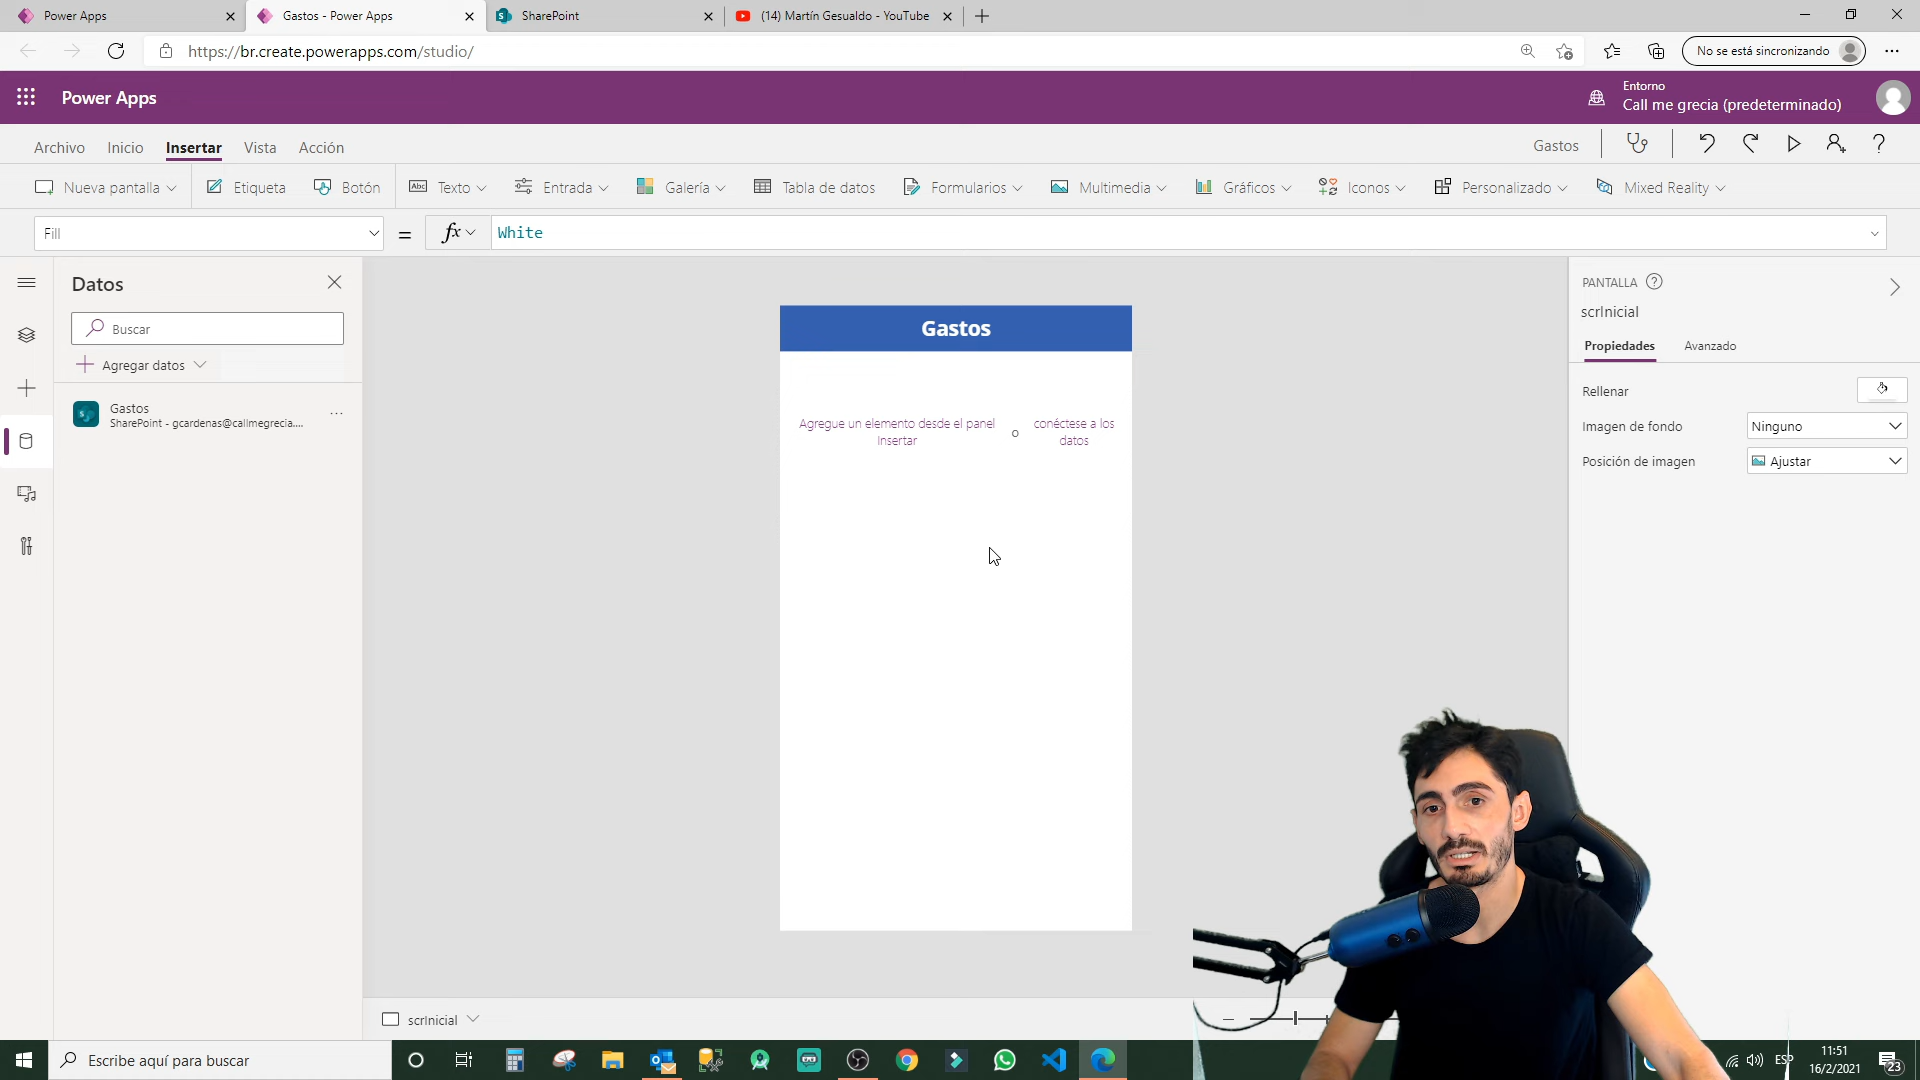 Power Apps
Gastos - Power Apps
SharePoint
(14) Martín Gesualdo - YouTube
https://br.create.powerapps.com/studio/
No se está sincronizando
Power Apps
Entorno
Call me grecia (predeterminado)
Archivo
Inicio
Insertar
Vista
Acción
Gastos
Nueva pantalla
Etiqueta
Botón
Abc
Texto
Entrada
Galería
Tabla de datos
Formularios
Multimedia
Gráficos
Iconos
Personalizado
Mixed Reality
Fill
=
fx
White
Datos
Buscar
Agregar datos
Gastos
SharePoint - gcardenas@callmegrecia....
Gastos
Agregue un elemento desde el panel
Insertar
o
conéctese a los
datos
PANTALLA
scrInicial
Propiedades
Avanzado
Rellenar
Imagen de fondo
Ninguno
Posición de imagen
Ajustar
scrInicial
Escribe aquí para buscar
ESP
11:51
16/2/2021
23